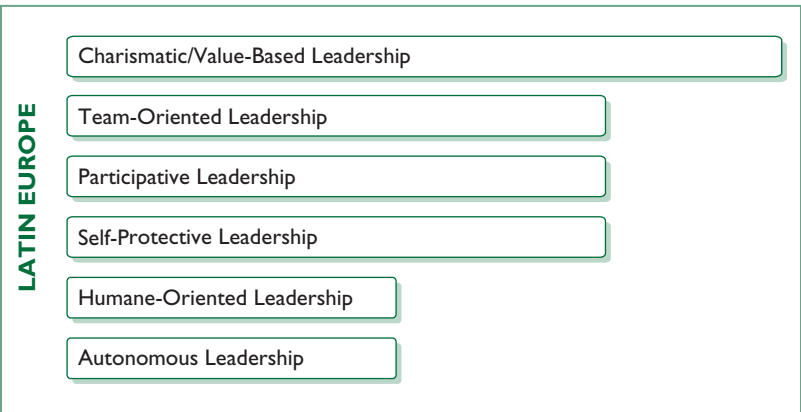 LATIN EUROPE
Charismatic/Value-Based Leadership
Team-Oriented Leadership
Participative Leadership
Self-Protective Leadership
Humane-Oriented Leadership
Autonomous Leadership